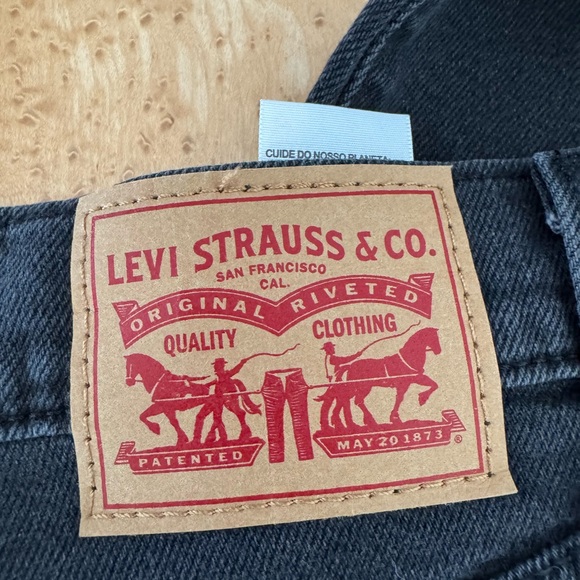 CUIDE DO NOSSO PLANETA:
LEVI STRAUSS & CO.
SAN FRANCISCO
CAL.
ORIGINAL RIVETED
QUALITY CLOTHING
PATENTED MAY 20 1873
®